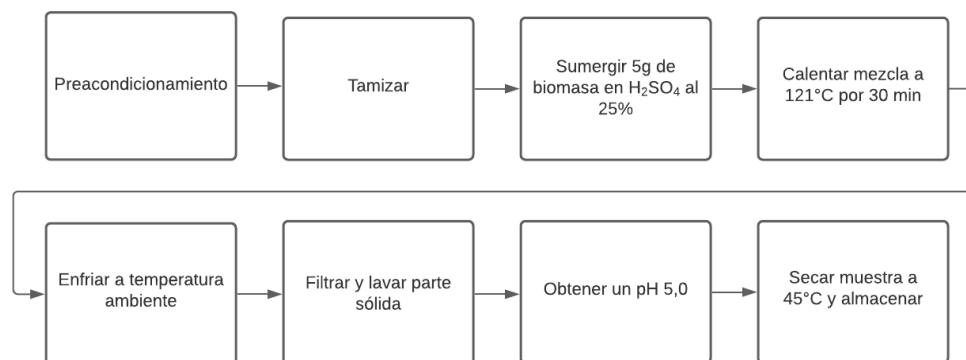 Preacondicionamiento
Tamizar
Sumergir 5g de
biomasa en H₂SO₄ al
25%
Calentar mezcla a
121°C por 30 min
Enfriar a temperatura
ambiente
Filtrar y lavar parte
sólida
Obtener un pH 5,0
Secar muestra a
45°C y almacenar